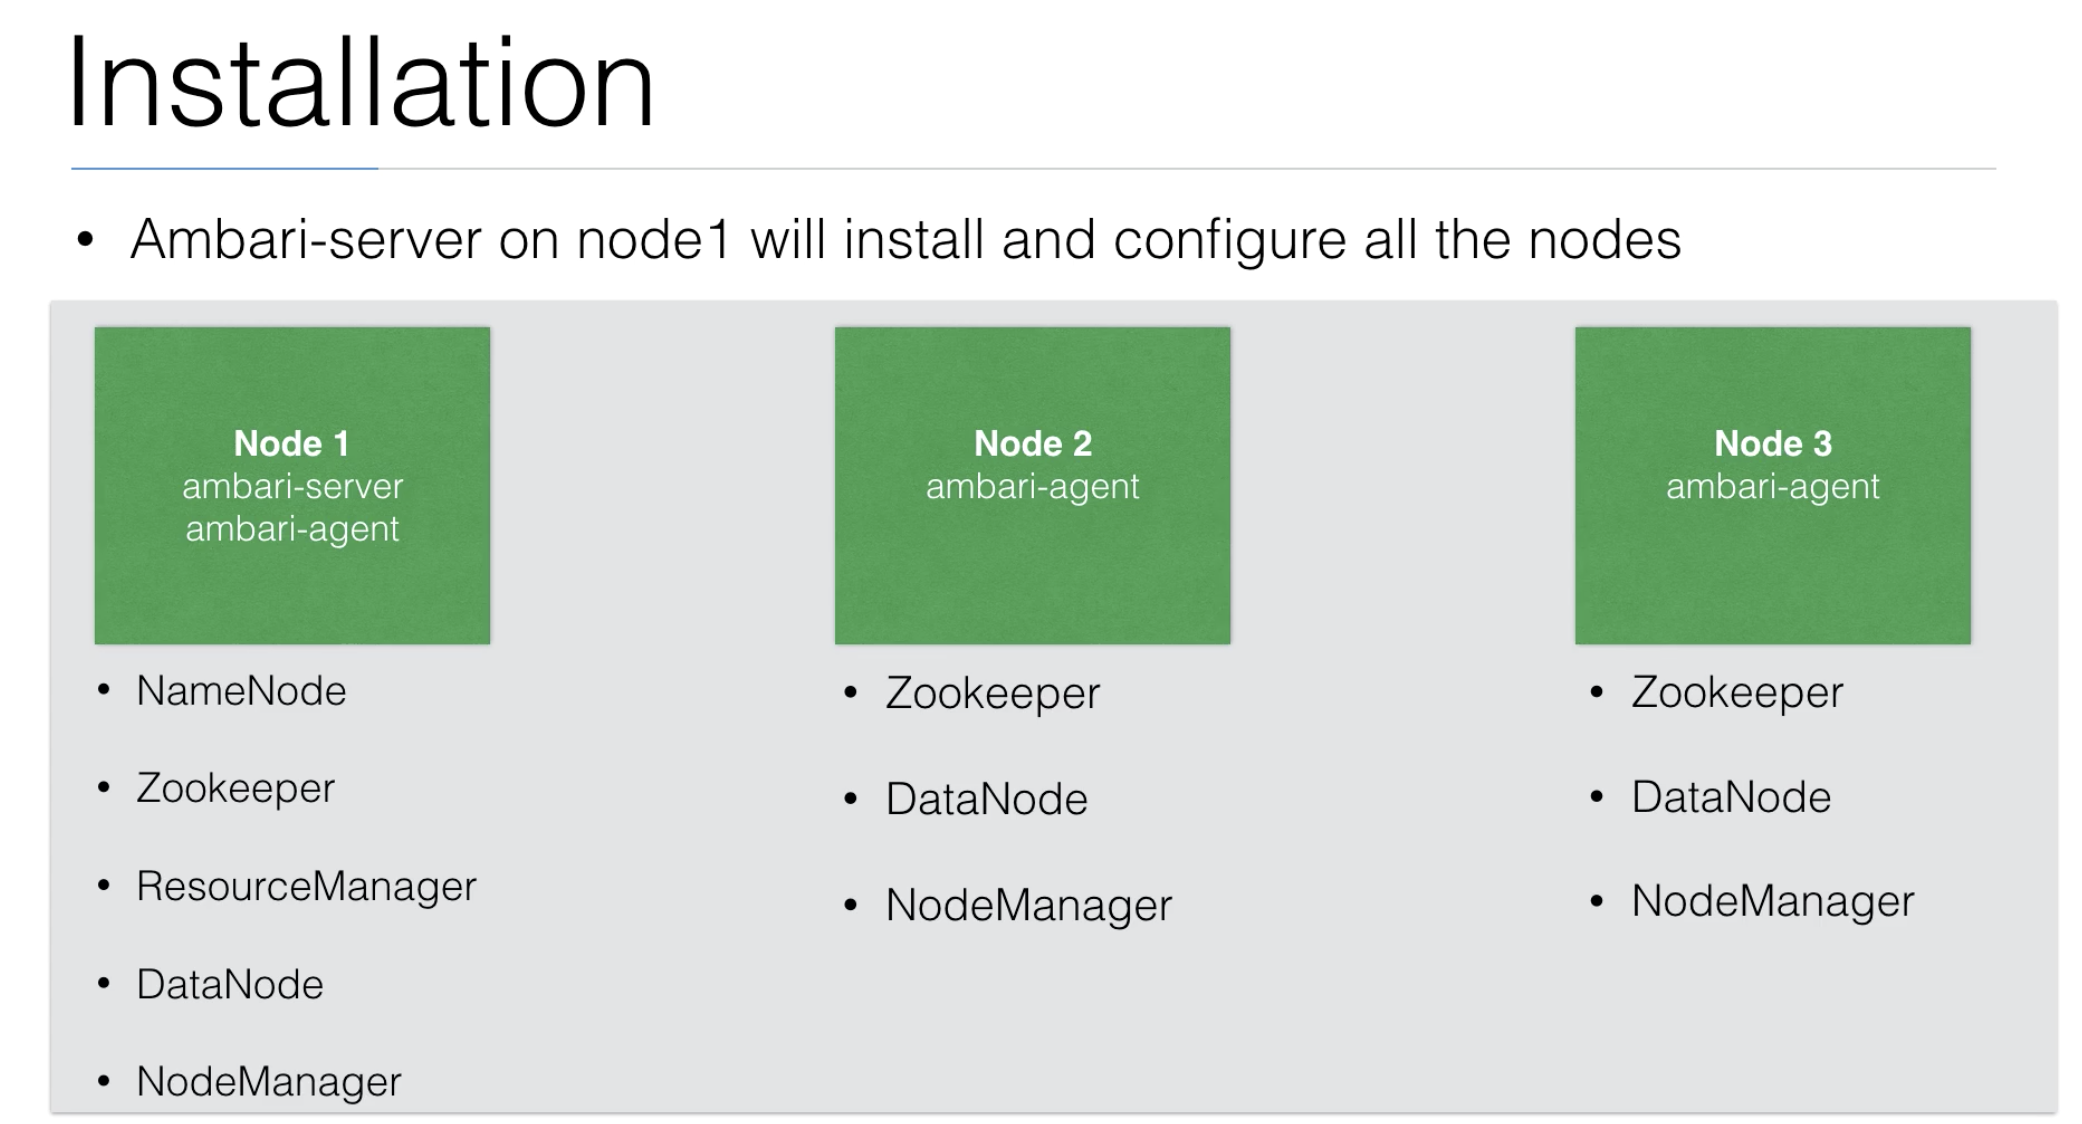 Installation
• Ambari-server on node1 will install and configure all the nodes
Node 1
ambari-server
ambari-agent
• NameNode
• Zookeeper
• ResourceManager
• DataNode
• NodeManager
Node 2
ambari-agent
• Zookeeper
• DataNode
• NodeManager
Node 3
ambari-agent
• Zookeeper
• DataNode
• NodeManager